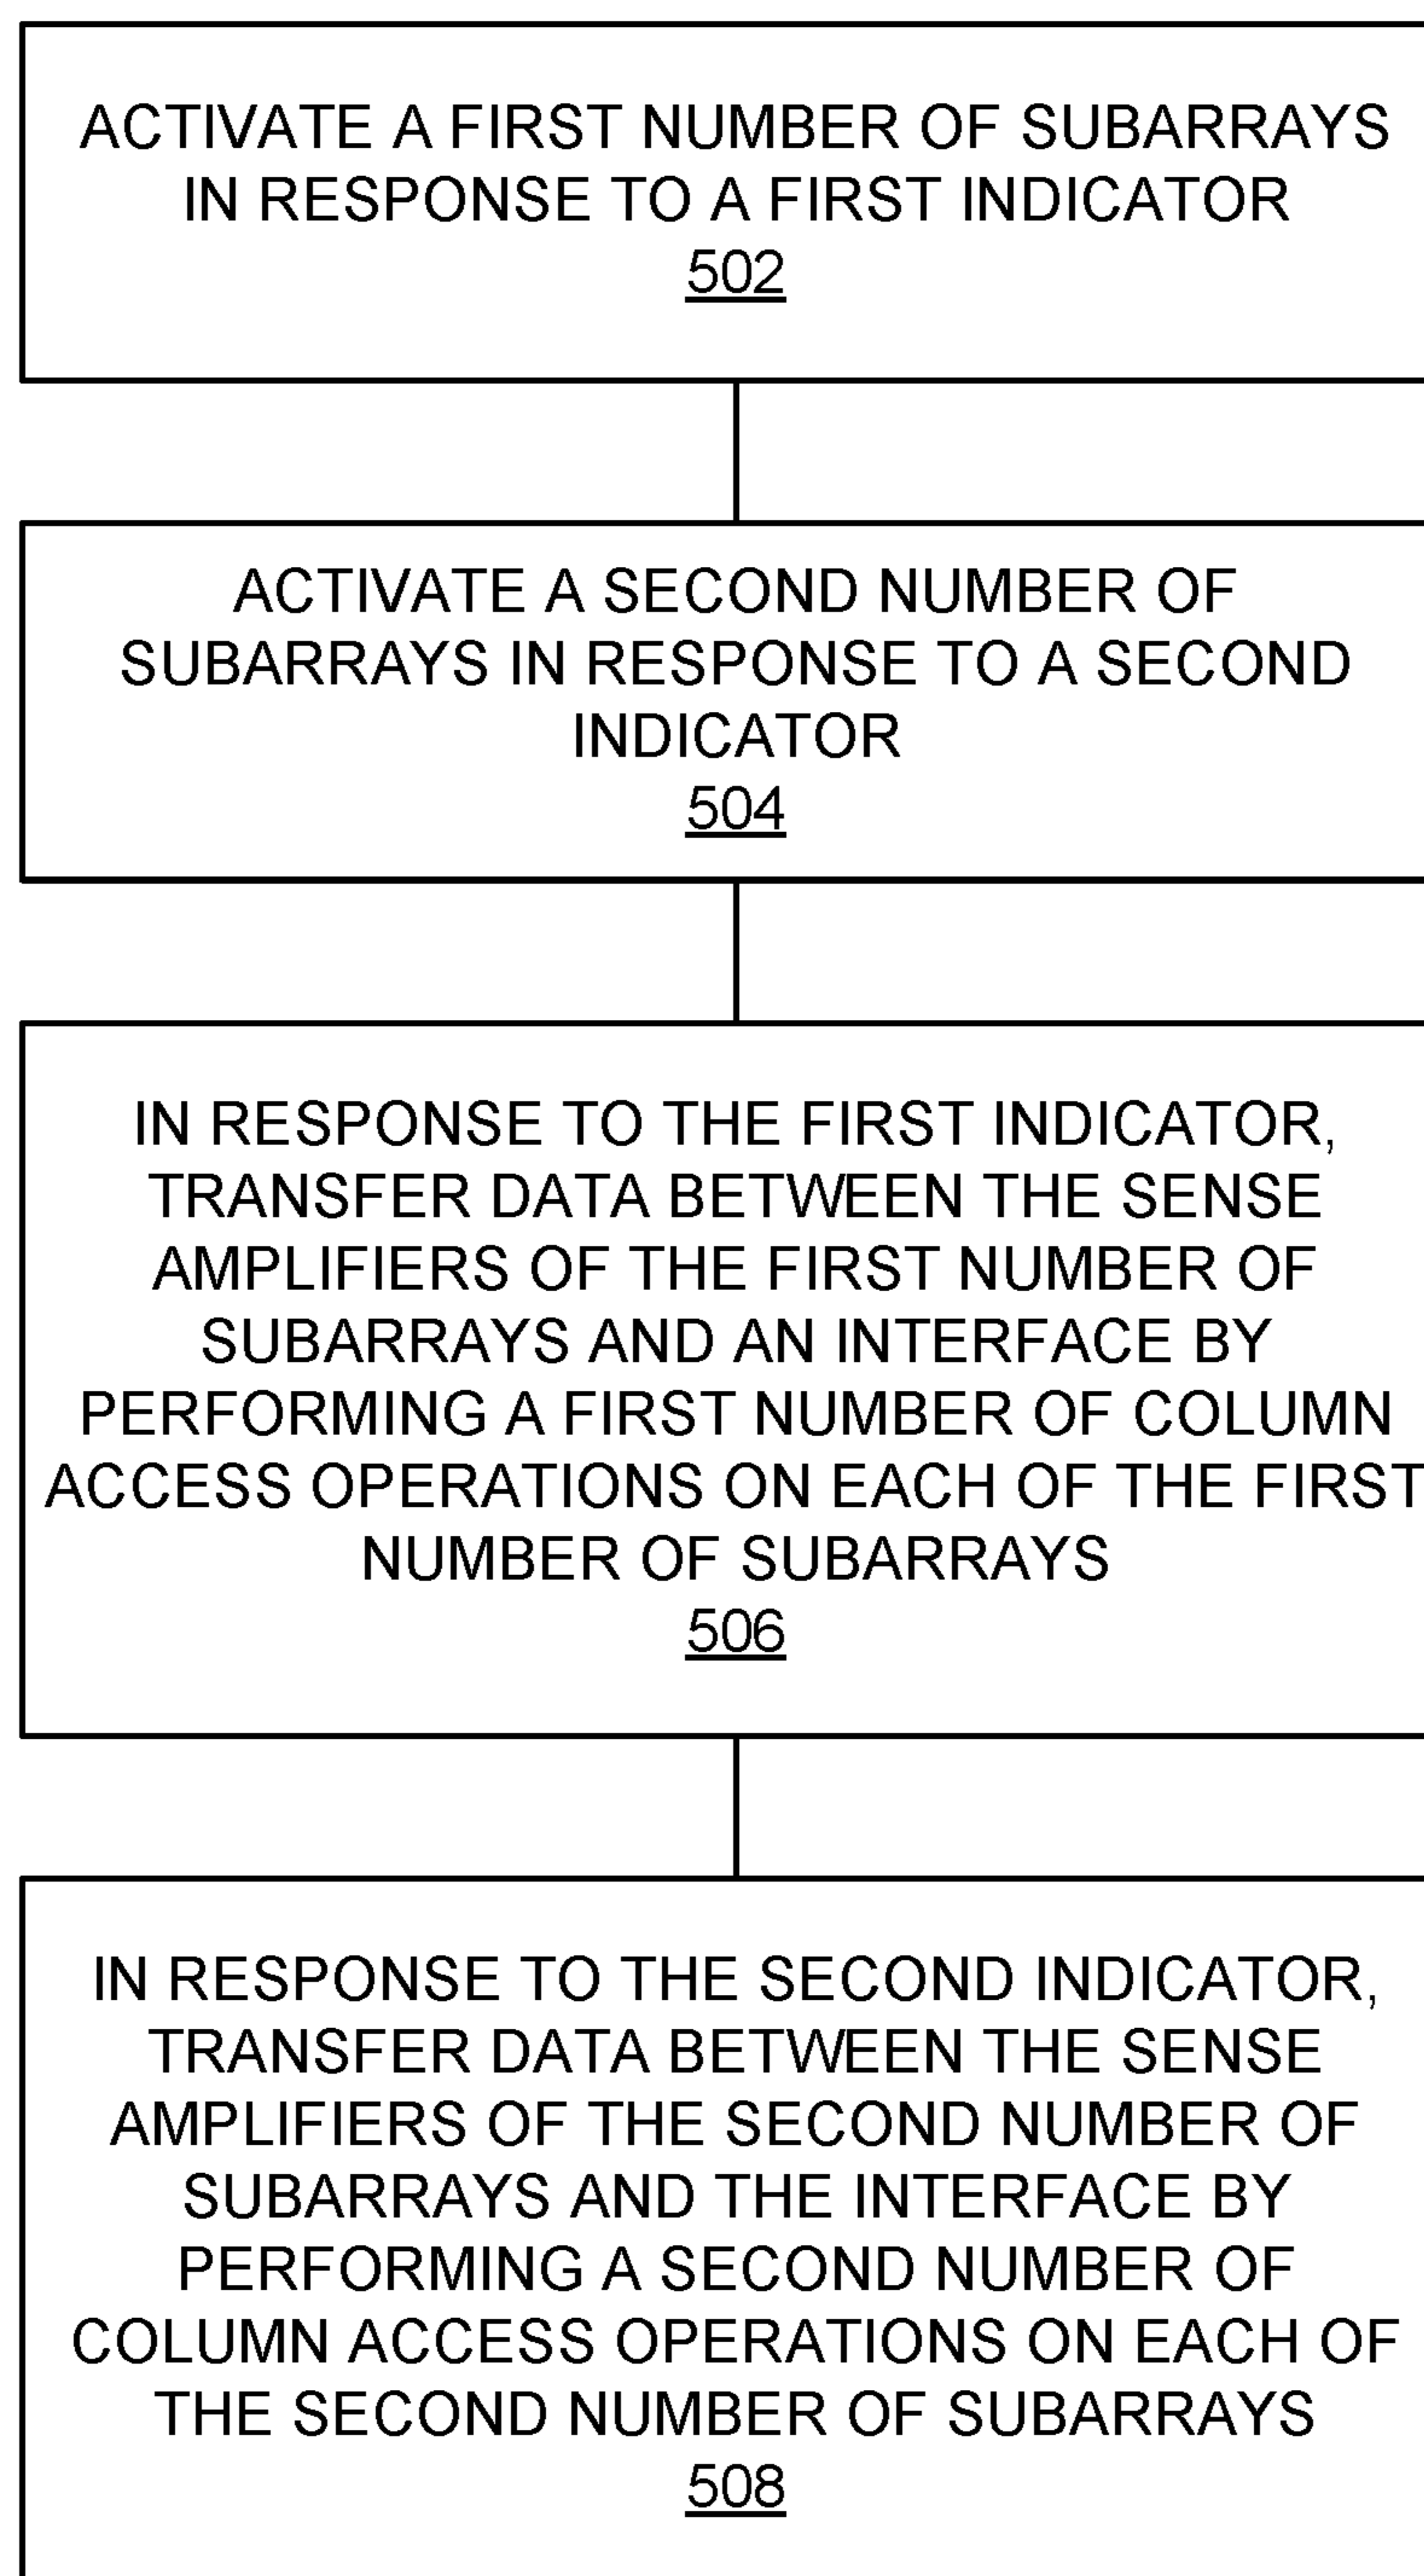 ACTIVATE A FIRST NUMBER OF SUBARRAYS
IN RESPONSE TO A FIRST INDICATOR
502
ACTIVATE A SECOND NUMBER OF
SUBARRAYS IN RESPONSE TO A SECOND
INDICATOR
504
IN RESPONSE TO THE FIRST INDICATOR,
TRANSFER DATA BETWEEN THE SENSE
AMPLIFIERS OF THE FIRST NUMBER OF
SUBARRAYS AND AN INTERFACE BY
PERFORMING A FIRST NUMBER OF COLUMN
ACCESS OPERATIONS ON EACH OF THE FIRST
NUMBER OF SUBARRAYS
506
IN RESPONSE TO THE SECOND INDICATOR,
TRANSFER DATA BETWEEN THE SENSE
AMPLIFIERS OF THE SECOND NUMBER OF
SUBARRAYS AND THE INTERFACE BY
PERFORMING A SECOND NUMBER OF
COLUMN ACCESS OPERATIONS ON EACH OF
THE SECOND NUMBER OF SUBARRAYS
508